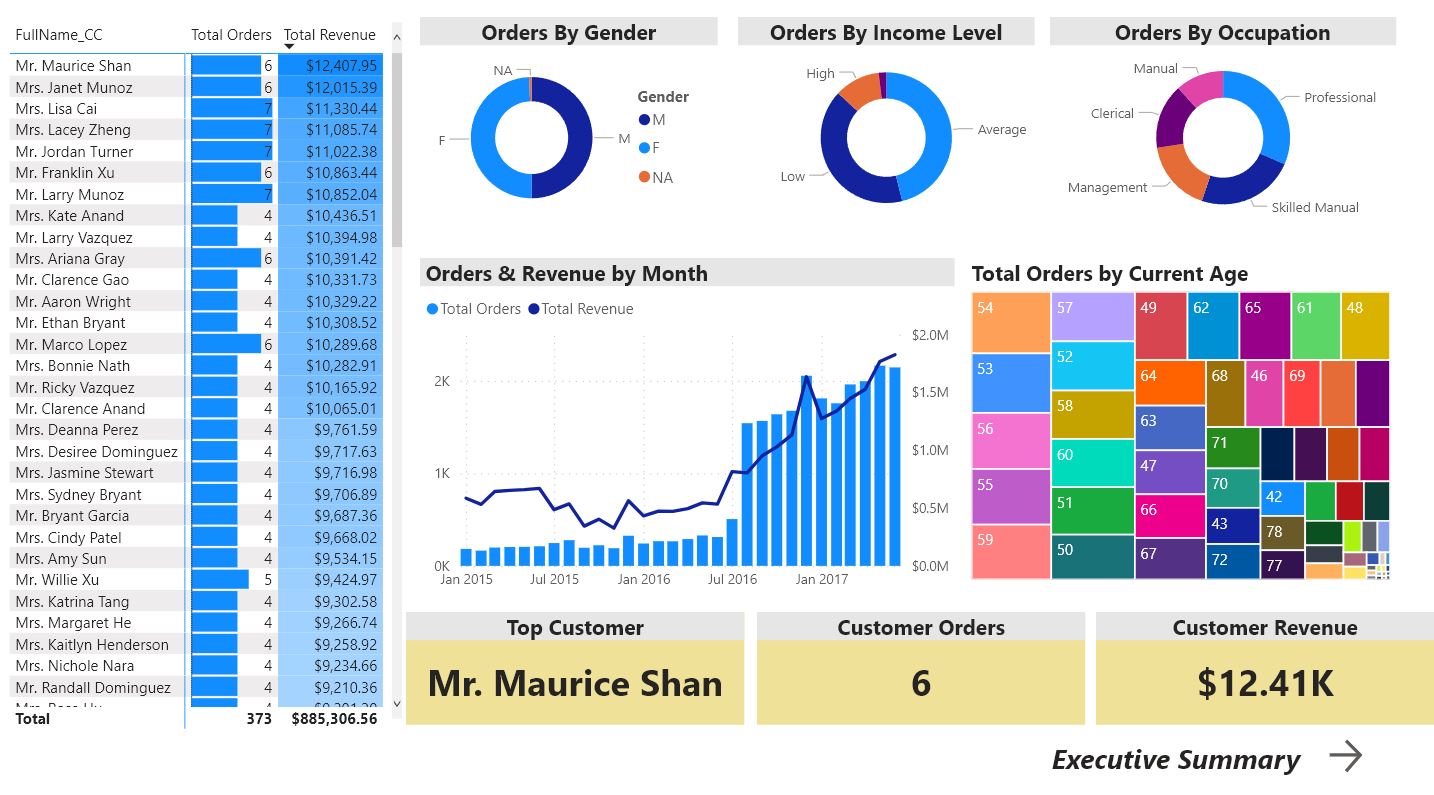 FullName_CC Total Orders Total Revenue
Mr. Maurice Shan 6 $12,407.95
Mrs. Janet Munoz 6 $12,015.39
Mrs. Lisa Cai 7 $11,330.44
Mrs. Lacey Zheng 7 $11,085.74
Mr. Jordan Turner 7 $11,022.38
Mr. Franklin Xu 6 $10,863.44
Mr. Larry Munoz 7 $10,852.04
Mrs. Kate Anand 4 $10,436.51
Mr. Larry Vazquez 4 $10,394.98
Mrs. Ariana Gray 6 $10,391.42
Mr. Clarence Gao 4 $10,331.73
Mr. Aaron Wright 4 $10,329.22
Mr. Ethan Bryant 4 $10,308.52
Mr. Marco Lopez 6 $10,289.68
Mrs. Bonnie Nath 4 $10,282.91
Mr. Ricky Vazquez 4 $10,165.92
Mr. Clarence Anand 4 $10,065.01
Mrs. Deanna Perez 4 $9,761.59
Mrs. Desiree Dominguez 4 $9,717.63
Mrs. Jasmine Stewart 4 $9,716.98
Mrs. Sydney Bryant 4 $9,706.89
Mr. Bryant Garcia 4 $9,687.36
Mrs. Cindy Patel 4 $9,668.02
Mrs. Amy Sun 4 $9,534.15
Mr. Willie Xu 5 $9,424.97
Mrs. Katrina Tang 4 $9,302.58
Mrs. Margaret He 4 $9,266.74
Mrs. Kaitlyn Henderson 4 $9,258.92
Mrs. Nichole Nara 4 $9,234.66
Mr. Randall Dominguez 4 $9,210.36
Total 373 $885,306.56
Orders By Gender
NA
F
M
Gender
M
F
NA
Orders By Income Level
High
Average
Low
Orders By Occupation
Manual
Professional
Clerical
Management
Skilled Manual
Orders & Revenue by Month
Total Orders Total Revenue
$2.0M
2K
$1.5M
$1.0M
1K
$0.5M
0K
$0.0M
Jan 2015 Jul 2015 Jan 2016 Jul 2016 Jan 2017
Total Orders by Current Age
54
53
56
55
59
57
52
58
60
51
50
49
62
65
61
48
64
63
47
66
67
68
46
69
71
70
43
72
42
78
77
Top Customer
Mr. Maurice Shan
Customer Orders
6
Customer Revenue
$12.41K
Executive Summary